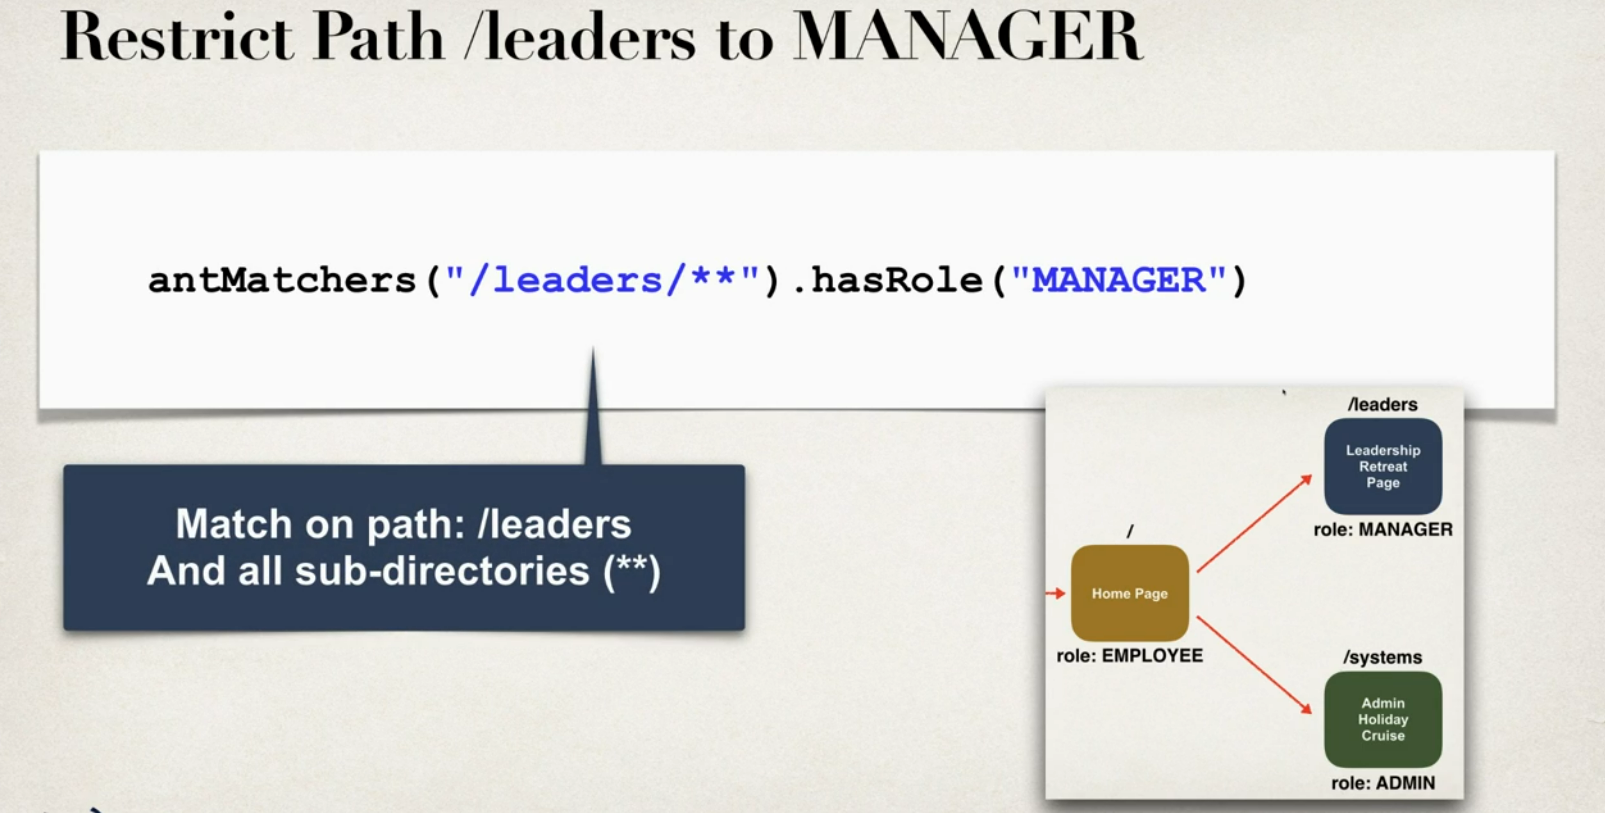 Restrict Path /leaders to MANAGER
antMatchers("/leaders/**").hasRole("MANAGER")
Match on path: /leaders
And all sub-directories (**)
/leaders
Leadership
Retreat
Page
role: MANAGER
/
Home Page
role: EMPLOYEE
/systems
Admin
Holiday
Cruise
role: ADMIN